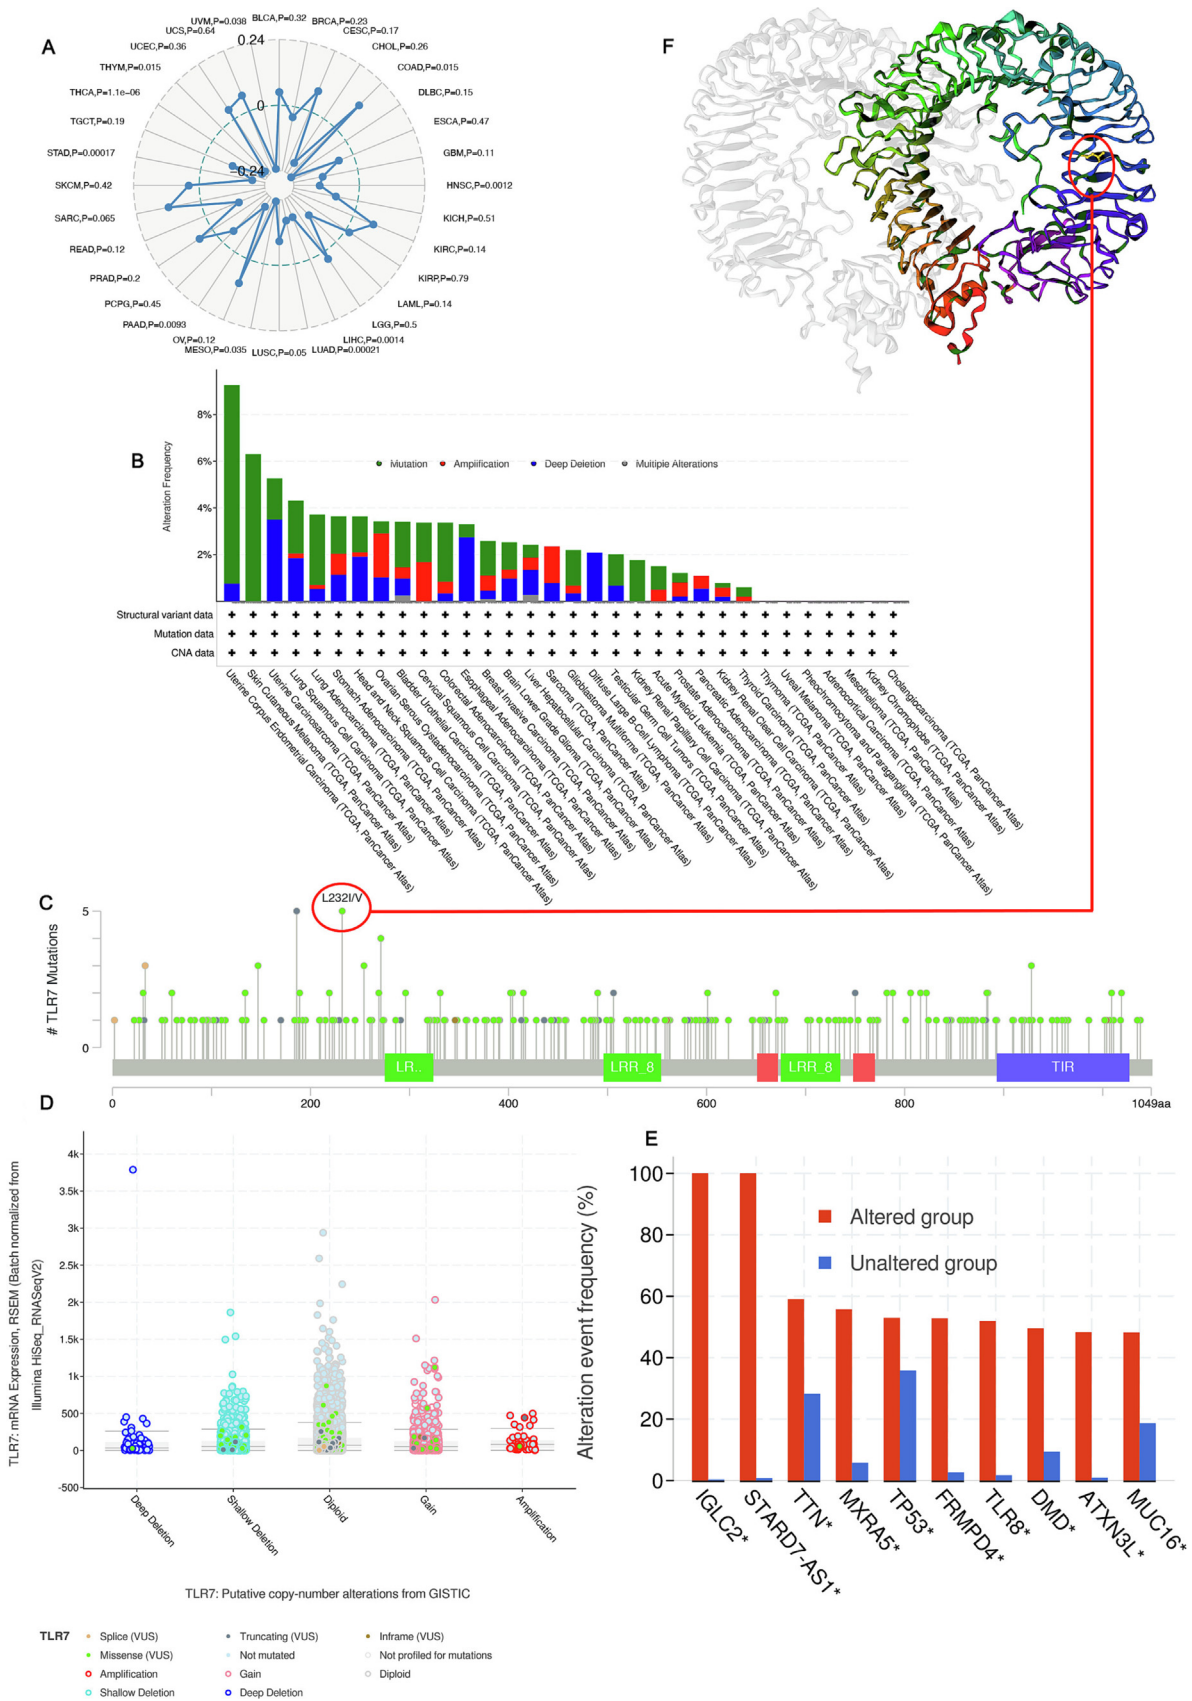 A
UVM,P=0.038
BLCA,P=0.32
BRCA,P=0.23
UCS,P=0.64
CESC,P=0.17
UCEC,P=0.36
0.24
CHOL,P=0.26
THYM,P=0.015
COAD,P=0.015
THCA,P=1.1e−06
0
DLBC,P=0.15
TGCT,P=0.19
ESCA,P=0.47
STAD,P=0.00017
GBM,P=0.11
−0.24
SKCM,P=0.42
HNSC,P=0.0012
SARC,P=0.065
KICH,P=0.51
READ,P=0.12
KIRC,P=0.14
PRAD,P=0.2
KIRP,P=0.79
PCPG,P=0.45
LAML,P=0.14
PAAD,P=0.0093
LGG,P=0.5
OV,P=0.12
LIHC,P=0.0014
MESO,P=0.035
LUSC,P=0.05
LUAD,P=0.00021
F
B
Alteration Frequency
8%
6%
4%
2%
Mutation
Amplification
Deep Deletion
Multiple Alterations
Structural variant data
Mutation data
CNA data
Uterine Corpus Endometrial Carcinoma (TCGA, PanCancer Atlas)
Skin Cutaneous Melanoma (TCGA, PanCancer Atlas)
Uterine Carcinosarcoma (TCGA, PanCancer Atlas)
Lung Squamous Cell Carcinoma (TCGA, PanCancer Atlas)
Lung Adenocarcinoma (TCGA, PanCancer Atlas)
Stomach Adenocarcinoma (TCGA, PanCancer Atlas)
Head and Neck Squamous Cell Carcinoma (TCGA, PanCancer Atlas)
Ovarian Serous Cystadenocarcinoma (TCGA, PanCancer Atlas)
Bladder Urothelial Carcinoma (TCGA, PanCancer Atlas)
Cervical Squamous Cell Carcinoma (TCGA, PanCancer Atlas)
Colorectal Adenocarcinoma (TCGA, PanCancer Atlas)
Esophageal Adenocarcinoma (TCGA, PanCancer Atlas)
Breast Invasive Carcinoma (TCGA, PanCancer Atlas)
Brain Lower Grade Glioma (TCGA, PanCancer Atlas)
Liver Hepatocellular Carcinoma (TCGA, PanCancer Atlas)
Sarcoma (TCGA, PanCancer Atlas)
Glioblastoma Multiforme (TCGA, PanCancer Atlas)
Diffuse Large B-Cell Lymphoma (TCGA, PanCancer Atlas)
Testicular Germ Cell Tumors (TCGA, PanCancer Atlas)
Kidney Renal Papillary Cell Carcinoma (TCGA, PanCancer Atlas)
Acute Myeloid Leukemia (TCGA, PanCancer Atlas)
Prostate Adenocarcinoma (TCGA, PanCancer Atlas)
Pancreatic Adenocarcinoma (TCGA, PanCancer Atlas)
Kidney Renal Clear Cell Carcinoma (TCGA, PanCancer Atlas)
Thyroid Carcinoma (TCGA, PanCancer Atlas)
Thymoma (TCGA, PanCancer Atlas)
Uveal Melanoma (TCGA, PanCancer Atlas)
Pheochromocytoma and Paraganglioma (TCGA, PanCancer Atlas)
Adrenocortical Carcinoma (TCGA, PanCancer Atlas)
Mesothelioma (TCGA, PanCancer Atlas)
Kidney Chromophobe (TCGA, PanCancer Atlas)
Cholangiocarcinoma (TCGA, PanCancer Atlas)
C
L232I/V
# TLR7 Mutations
5
0
LR..
LRR_8
LRR_8
TIR
0
200
400
600
800
1049aa
D
TLR7: mRNA Expression, RSEM (Batch normalized from
Illumina HiSeq_RNASeqV2)
4k
3.5k
3k
2.5k
2k
1.5k
1k
500
0
-500
Deep Deletion
Shallow Deletion
Diploid
Gain
Amplification
TLR7: Putative copy-number alterations from GISTIC
TLR7
Splice (VUS)
Truncating (VUS)
Inframe (VUS)
Missense (VUS)
Not mutated
Not profiled for mutations
Amplification
Gain
Diploid
Shallow Deletion
Deep Deletion
E
Alteration event frequency (%)
100
80
60
40
20
0
Altered group
Unaltered group
IGLC2*
STARD7-AS1*
TTN*
MXRA5*
TP53*
FRMPD4*
TLR8*
DMD*
ATXN3L*
MUC16*